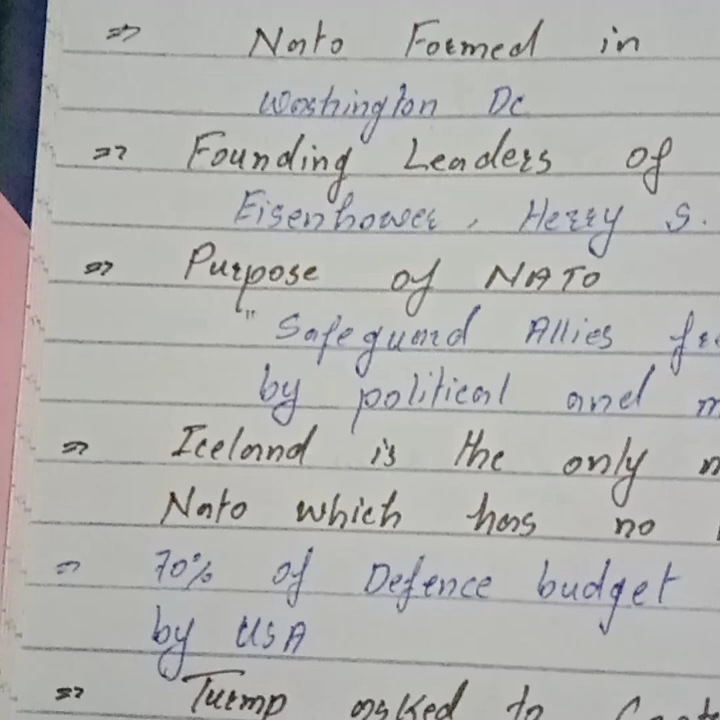 ⇒ Nato Formed in
Washington Dc
⇒ Founding Leaders of
Eisenhower, Herry S.
⇒ Purpose of NATO
" Safeguard Allies
by political and
⇒ Iceland is the only
Nato which has no
⇒ 70% of Defence budget
by USA
⇒ Turmp asked to